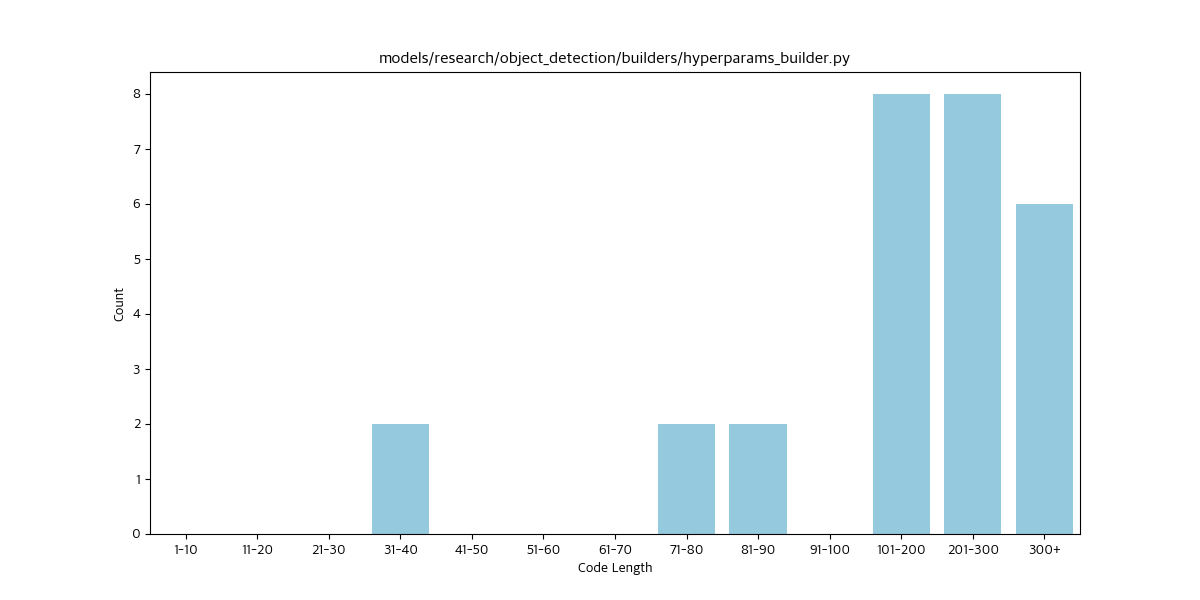 models/research/object_detection/builders/hyperparams_builder.py
8
7
6
5
4
3
2
1
0
Count
1-10 11-20 21-30 31-40 41-50 51-60 61-70 71-80 81-90 91-100 101-200 201-300 300+
Code Length